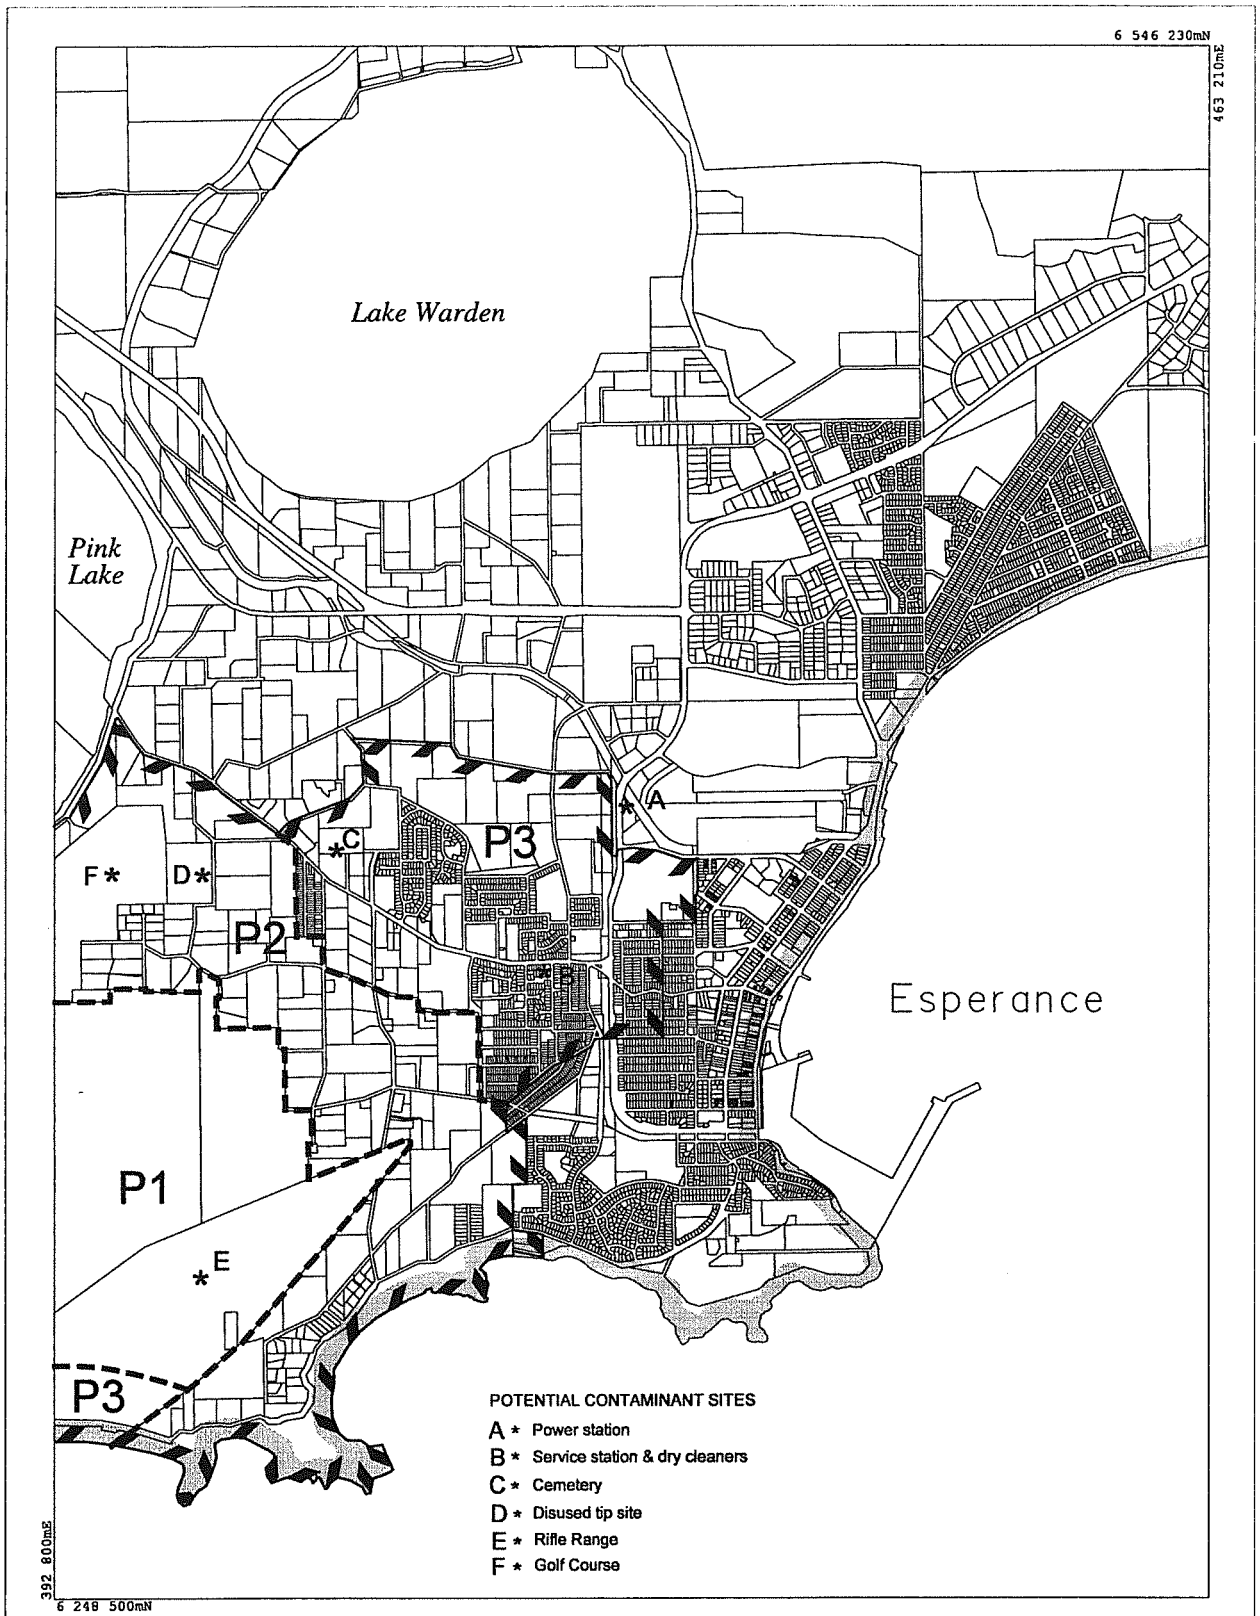 6 546 230mN
463 210mE
Lake Warden
Pink
Lake
A
C
P3
F *
D *
P2
B
Esperance
P1
E
P3
POTENTIAL CONTAMINANT SITES
A * Power station
B * Service station & dry cleaners
C * Cemetery
D * Disused tip site
E * Rifle Range
F * Golf Course
392 800mE
6 248 500mN